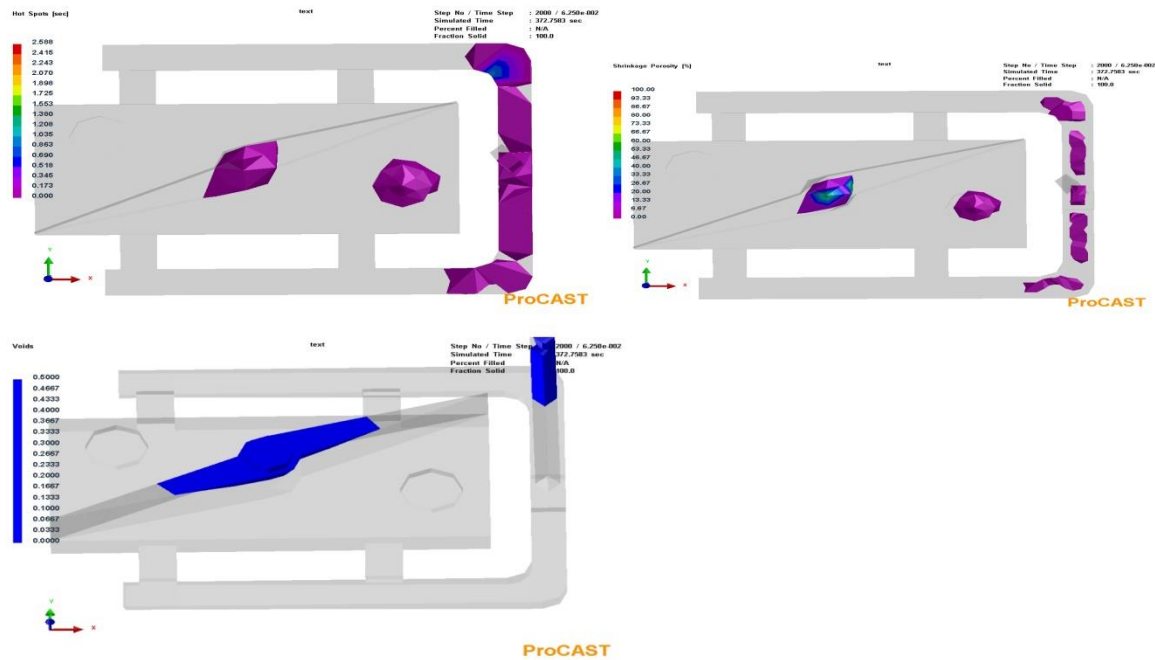 Hot Spots [sec]
text
Step No / Time Step : 2000 / 6.250e-002
Simulated Time : 372.7583 sec
Percent Filled : N/A
Fraction Solid : 100.0
2.588
2.415
2.243
2.070
1.898
1.725
1.553
1.380
1.208
1.035
0.863
0.690
0.518
0.345
0.173
0.000
Y
X
ProCAST
Shrinkage Porosity [%]
text
Step No / Time Step : 2000 / 6.250e-002
Simulated Time : 372.7583 sec
Percent Filled : N/A
Fraction Solid : 100.0
100.00
93.33
86.67
80.00
73.33
66.67
60.00
53.33
46.67
40.00
33.33
26.67
20.00
13.33
6.67
0.00
Y
X
ProCAST
Voids
text
Step No / Time Step : 2000 / 6.250e-002
Simulated Time : 372.7583 sec
Percent Filled N/A
Fraction Solid 100.0
0.5000
0.4667
0.4333
0.4000
0.3667
0.3333
0.3000
0.2667
0.2333
0.2000
0.1667
0.1333
0.1000
0.0667
0.0333
0.0000
Y
X
ProCAST